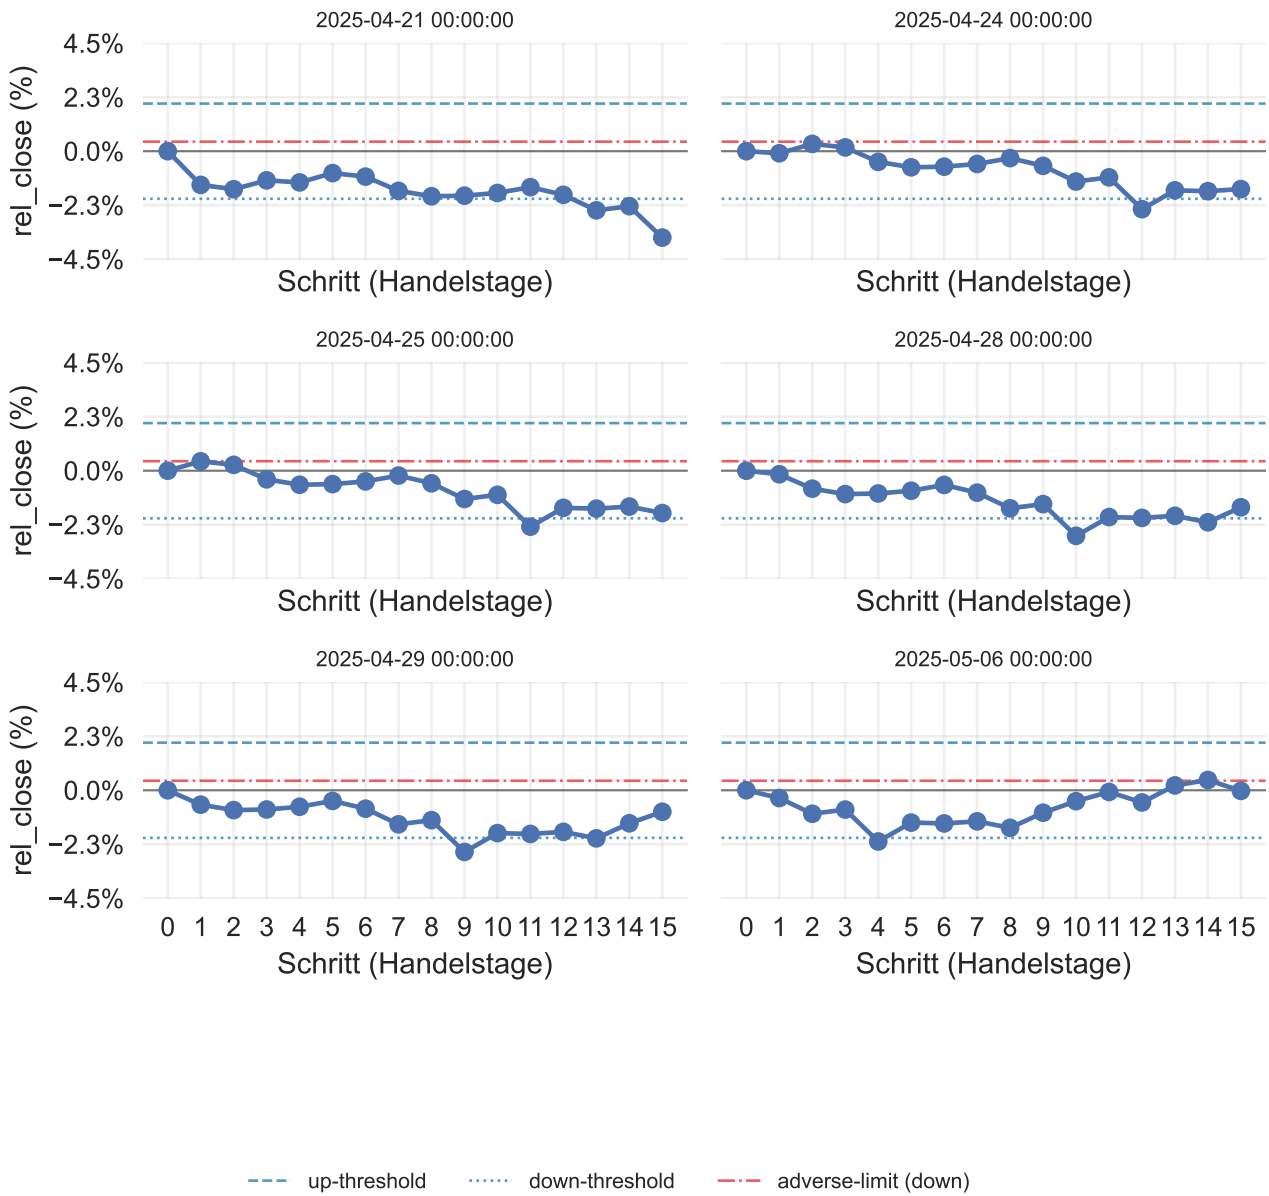 2025-04-21 00:00:00
2025-04-24 00:00:00
rel_close (%)
4.5%
2.3%
0.0%
−2.3%
−4.5%
Schritt (Handelstage)
Schritt (Handelstage)
2025-04-25 00:00:00
2025-04-28 00:00:00
rel_close (%)
4.5%
2.3%
0.0%
−2.3%
−4.5%
Schritt (Handelstage)
Schritt (Handelstage)
2025-04-29 00:00:00
2025-05-06 00:00:00
rel_close (%)
4.5%
2.3%
0.0%
−2.3%
−4.5%
0 1 2 3 4 5 6 7 8 9 10 11 12 13 14 15
0 1 2 3 4 5 6 7 8 9 10 11 12 13 14 15
Schritt (Handelstage)
Schritt (Handelstage)
up-threshold
down-threshold
adverse-limit (down)